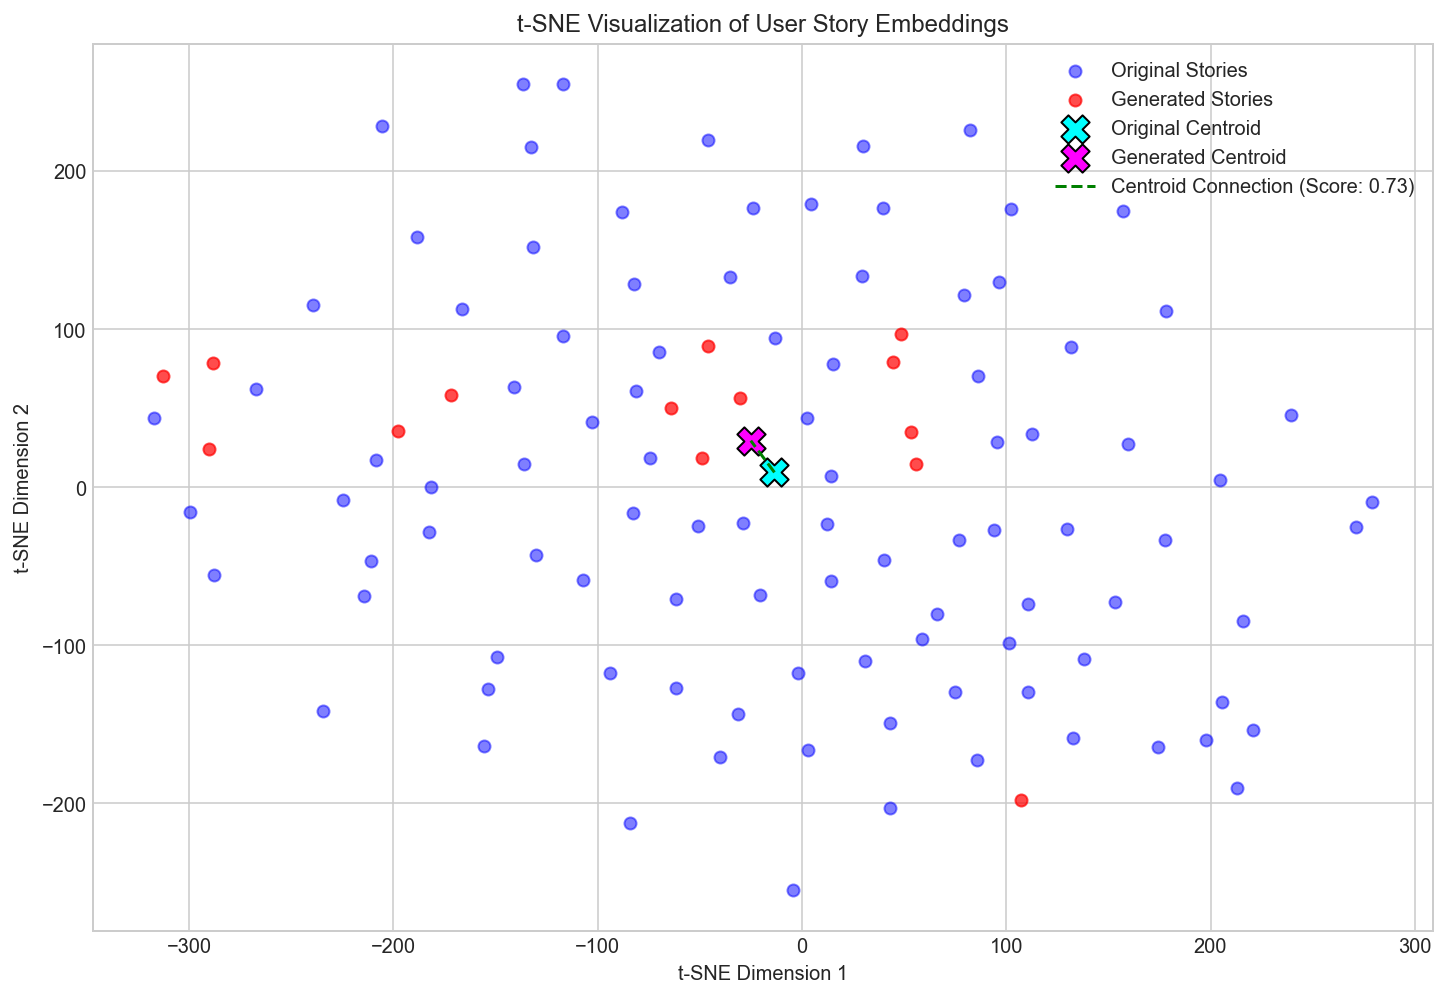 t-SNE Visualization of User Story Embeddings
Original Stories
Generated Stories
Original Centroid
Generated Centroid
Centroid Connection (Score: 0.73)
t-SNE Dimension 2
200
100
0
−100
−200
−300
−200
−100
0
100
200
300
t-SNE Dimension 1